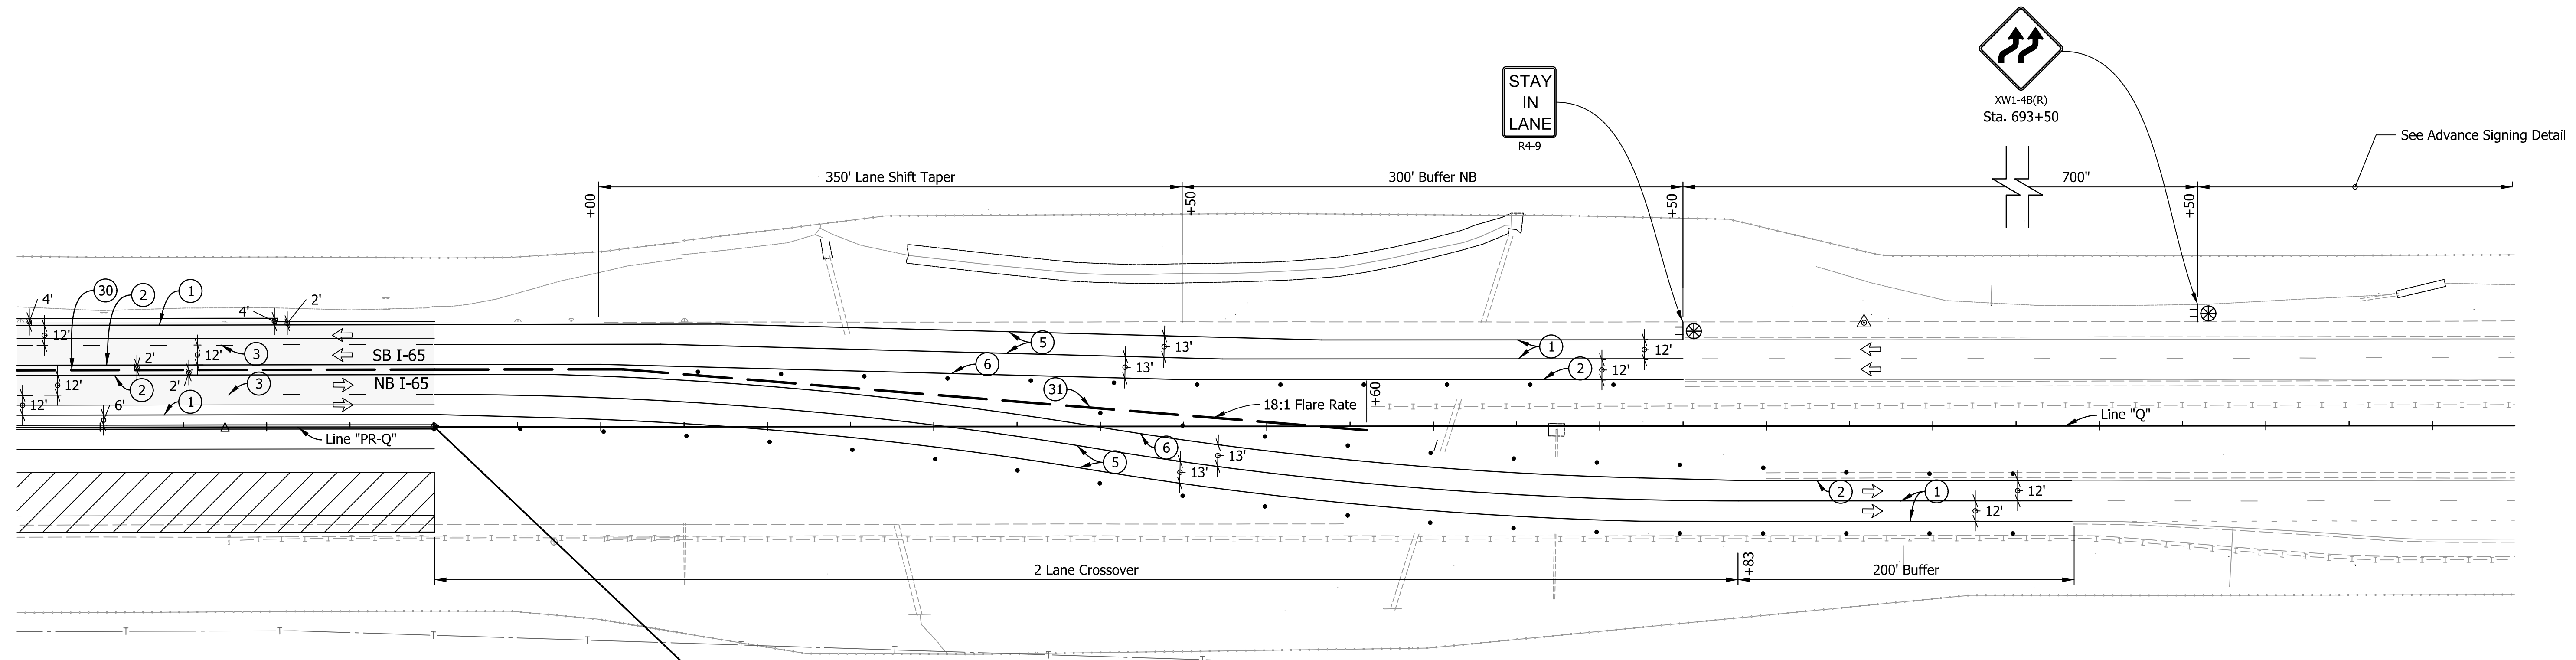 STAY
IN
LANE
R4-9
XW1-4B(R)
Sta. 693+50
See Advance Signing Detail
350' Lane Shift Taper
300' Buffer NB
700"
+00
+50
+50
+50
30
2
1
4'
4'
2'
12'
12'
3
2'
SB I-65
5
13'
1
12'
6
13'
2
12'
12'
2'
2
3
NB I-65
31
+60
18:1 Flare Rate
12'
6'
1
Line "PR-Q"
Line "Q"
6
13'
5
13'
2
1
12'
12'
+83
2 Lane Crossover
200' Buffer
T
T
T
T
T
T
T
T